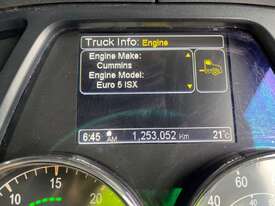 Truck Info: Engine
Engine Make:
Cummins
Engine Model:
Euro 5 ISX
6:45 AM 1,253,052 Km 21°C
10 15 20
40
60